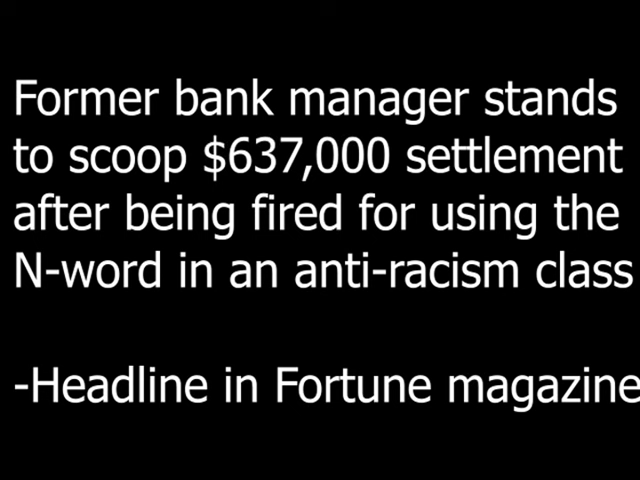 Former bank manager stands
to scoop $637,000 settlement
after being fired for using the
N-word in an anti-racism class
-Headline in Fortune magazine